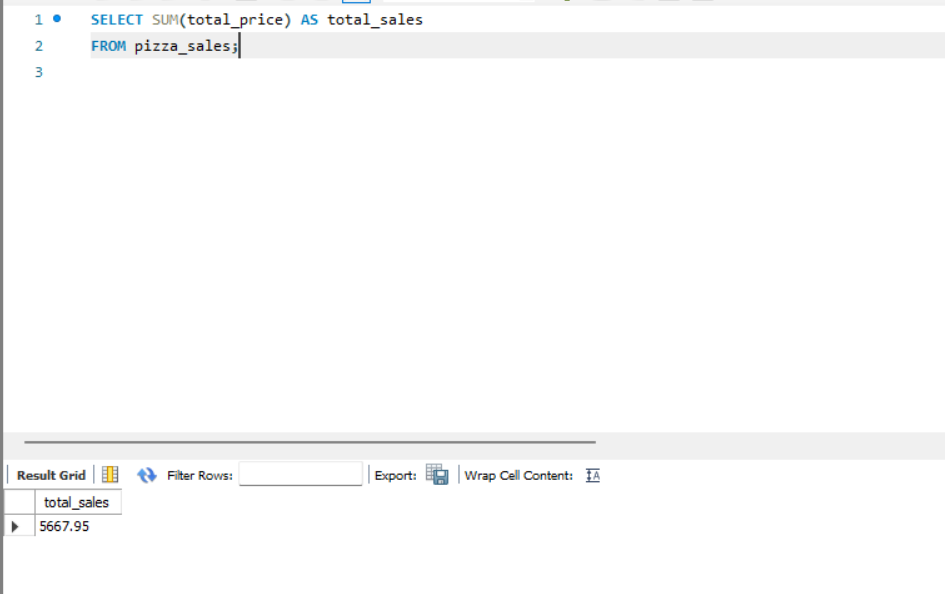 1 SELECT SUM(total_price) AS total_sales
2 FROM pizza_sales;
3
Result Grid Filter Rows: Export: Wrap Cell Content: IA
total_sales
5667.95